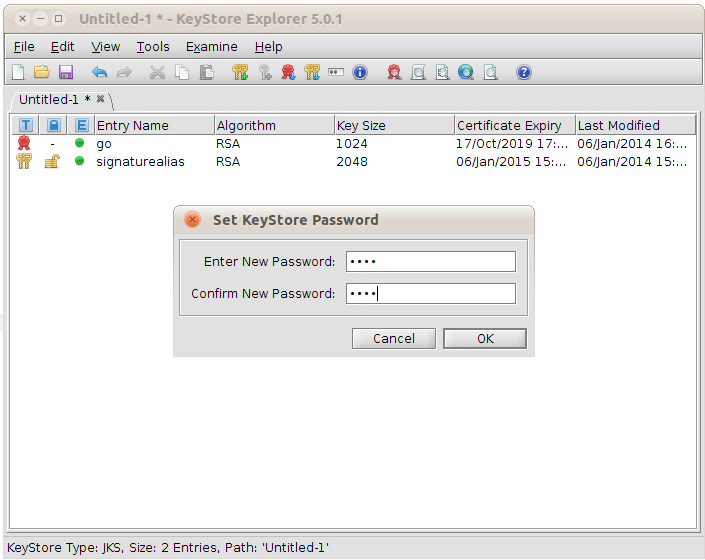 Untitled-1 * - KeyStore Explorer 5.0.1
File Edit View Tools Examine Help
Untitled-1 *
T E Entry Name Algorithm Key Size Certificate Expiry Last Modified
- go RSA 1024 17/Oct/2019 17:... 06/Jan/2014 16:...
signaturealias RSA 2048 06/Jan/2015 15:... 06/Jan/2014 15:...
Set KeyStore Password
Enter New Password: ••••
Confirm New Password: ••••
Cancel OK
KeyStore Type: JKS, Size: 2 Entries, Path: 'Untitled-1'